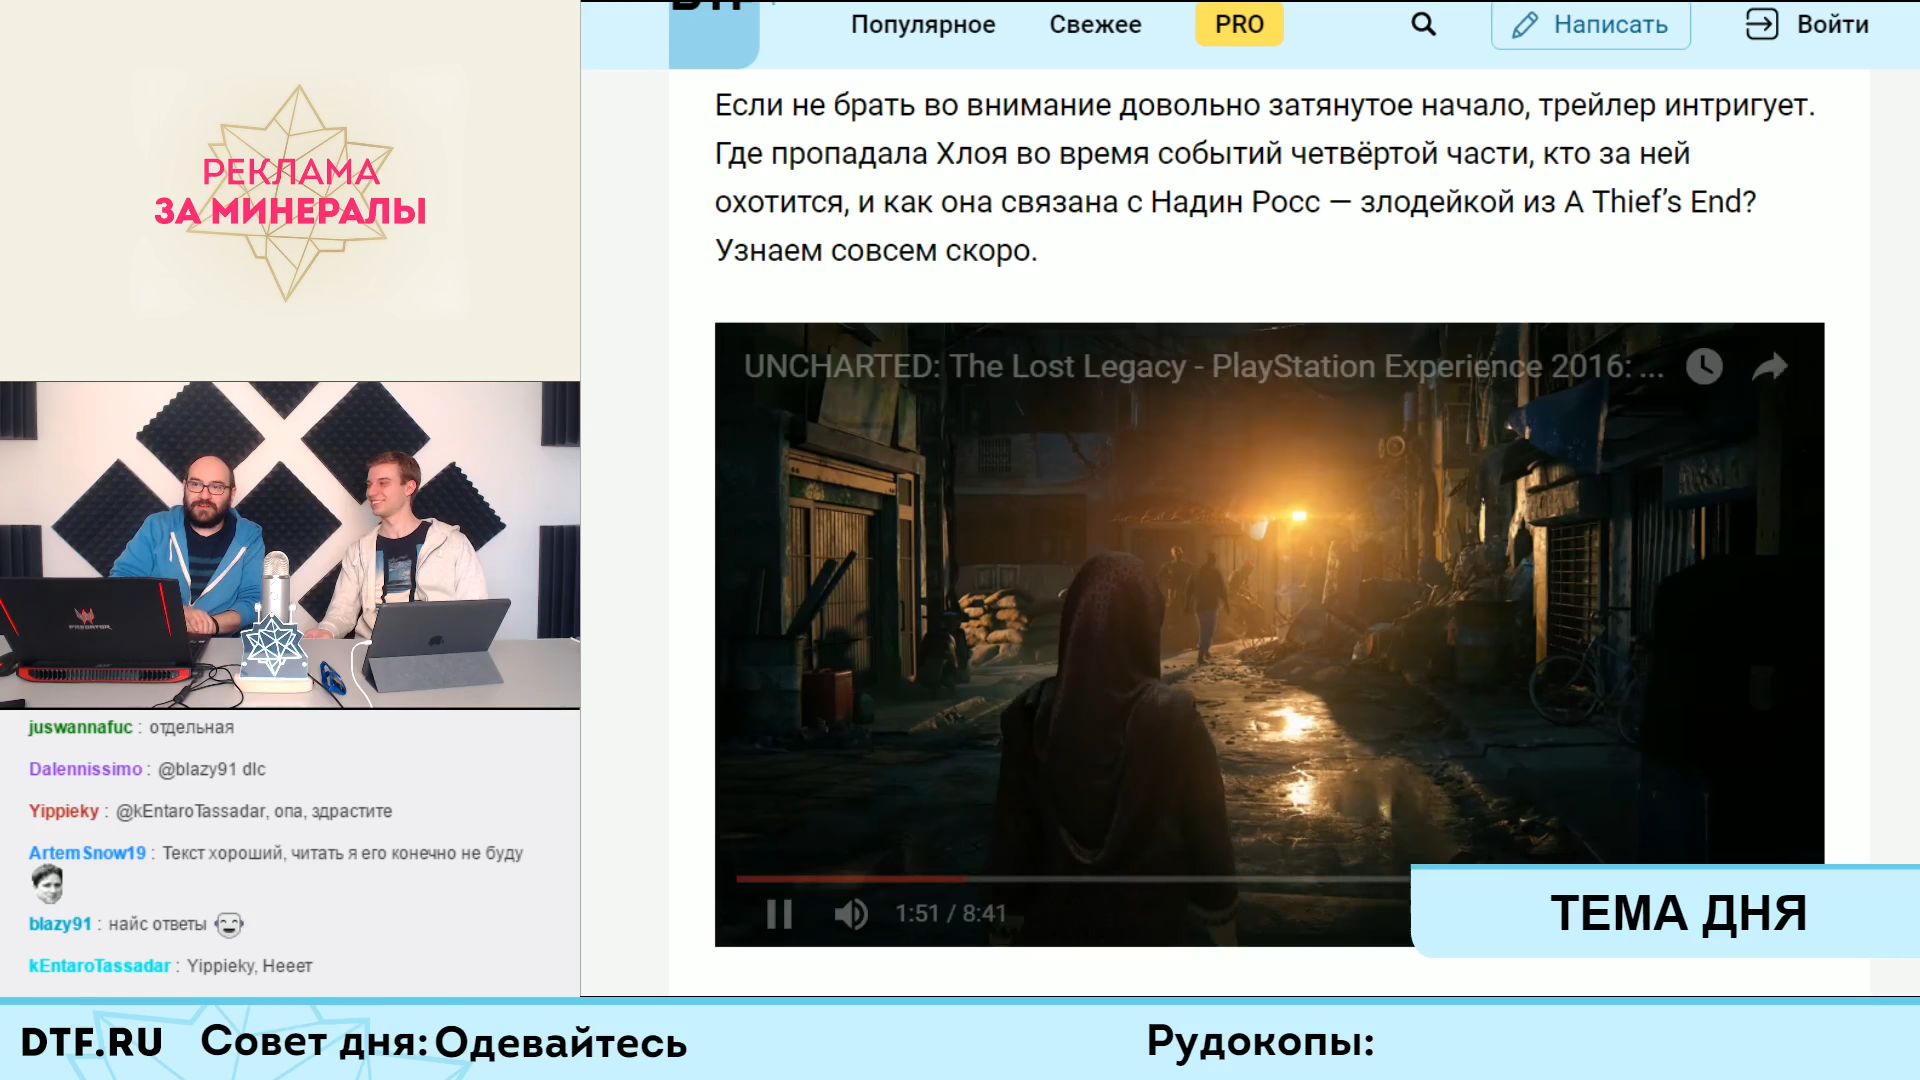 РЕКЛАМА
ЗА МИНЕРАЛЫ
PREDATOR
juswannafuc : отдельная
Dalennissimo : @blazy91 dlc
Yippieky : @kEntaroTassadar, опа, здрастите
ArtemSnow19 : Текст хороший, читать я его конечно не буду
blazy91 : найс ответы
kEntaroTassadar : Yippieky, Нееет
DTF
Популярное Свежее PRO Написать Войти
Если не брать во внимание довольно затянутое начало, трейлер интригует.
Где пропадала Хлоя во время событий четвёртой части, кто за ней
охотится, и как она связана с Надин Росс — злодейкой из A Thief’s End?
Узнаем совсем скоро.
UNCHARTED: The Lost Legacy - PlayStation Experience 2016: ...
1:51 / 8:41
ТЕМА ДНЯ
DTF.RU Совет дня: Одевайтесь Рудокопы: